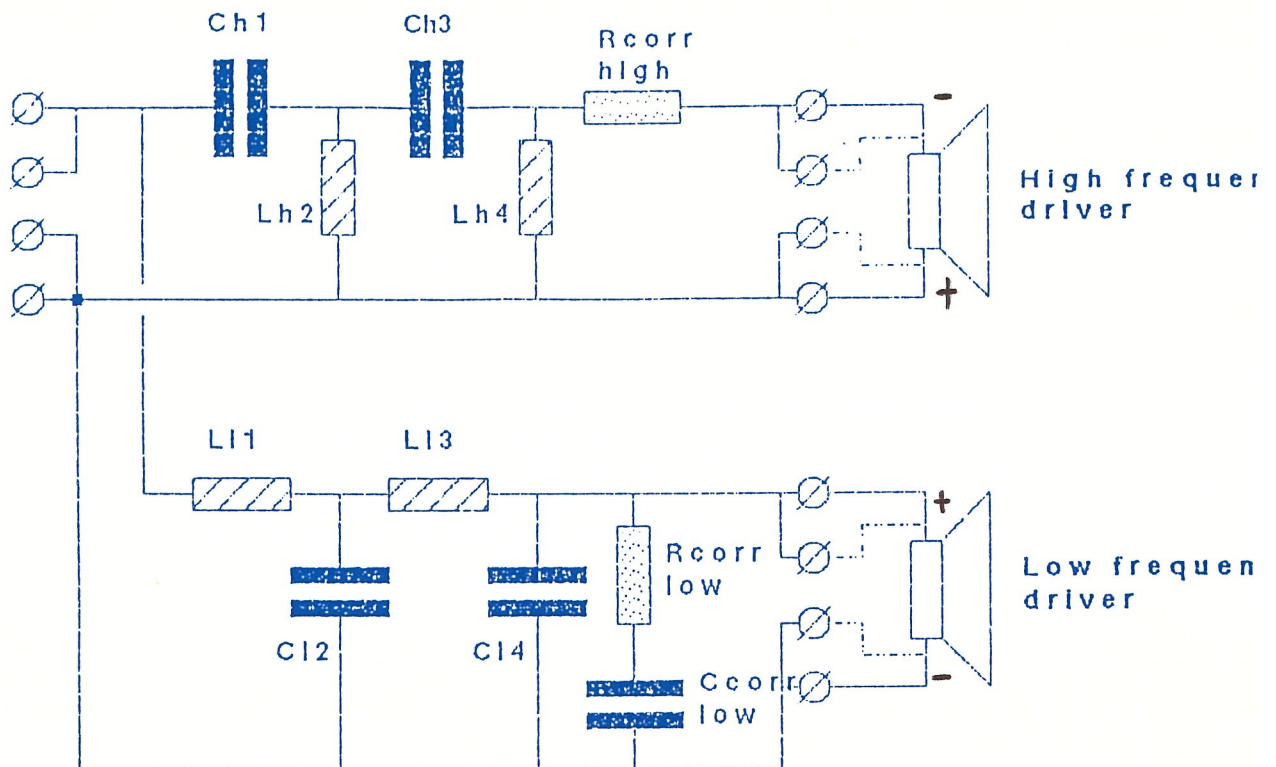 Ch1
Ch3
Rcorr
high
-
Lh2
Lh4
High frequer
driver
+
Ll1
Ll3
+
Rcorr
low
Low frequen
driver
Cl2
Cl4
Ccorr
low
-